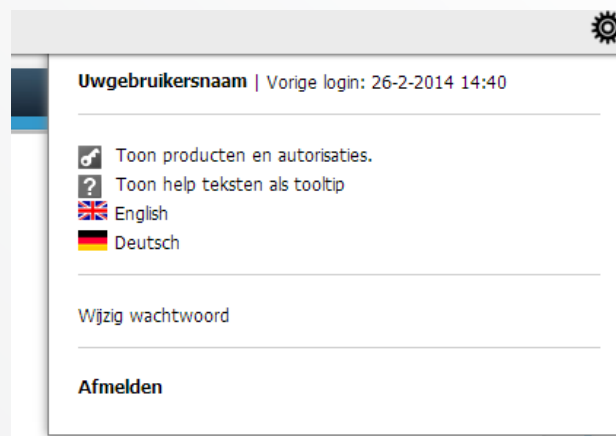 Uwgebruikersnaam | Vorige login: 26-2-2014 14:40
Toon producten en autorisaties.
? Toon help teksten als tooltip
English
Deutsch
Wijzig wachtwoord
Afmelden